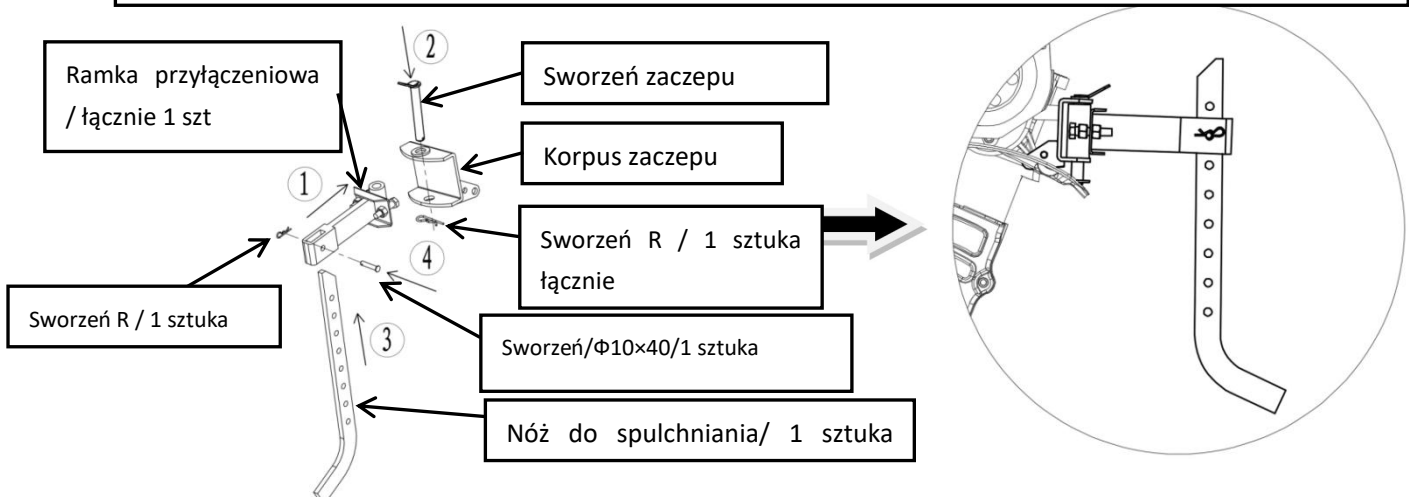 2
Ramka przyłączeniowa
/ łącznie 1 szt
Sworzeń zaczepu
Korpus zaczepu
1
Sworzeń R / 1 sztuka
łącznie
4
Sworzeń R / 1 sztuka
Sworzeń/Φ10×40/1 sztuka
3
Nóż do spulchniania/ 1 sztuka